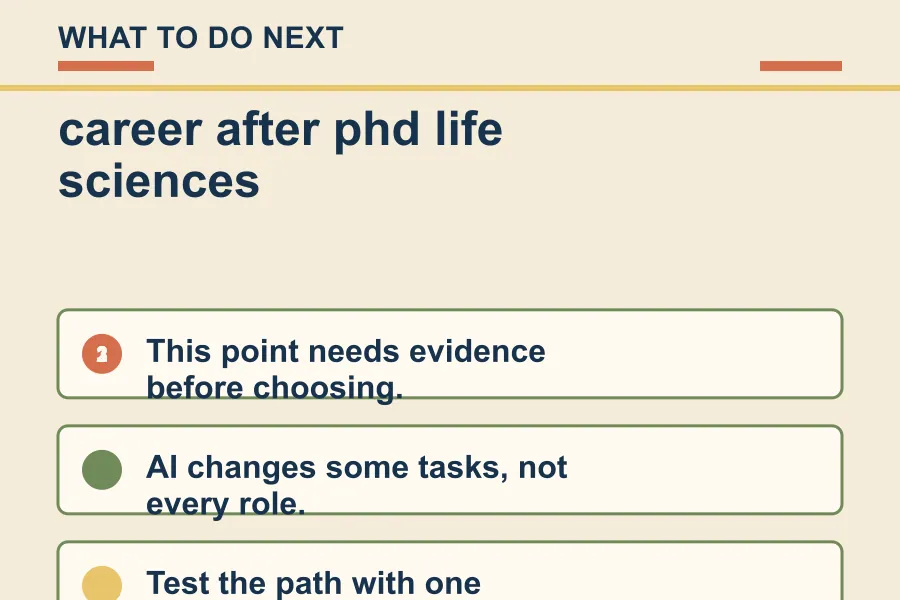 WHAT TO DO NEXT
career after phd life
sciences
This point needs evidence
before choosing.
AI changes some tasks, not
every role.
Test the path with one